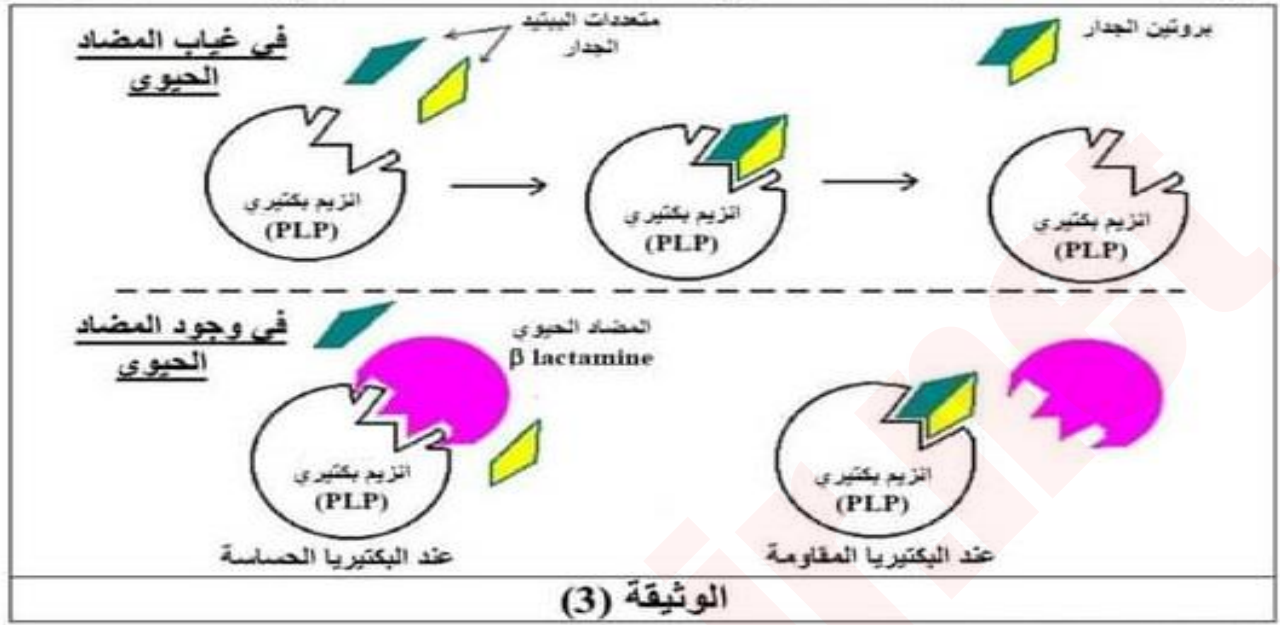 في غياب المضاد
الحيوي
متعددات الببتيد
الجدار
بروتين الجدار
انزيم بكتيري
(PLP)
انزيم بكتيري
(PLP)
انزيم بكتيري
(PLP)
في وجود المضاد
الحيوي
المضاد الحيوي
β lactamine
انزيم بكتيري
(PLP)
انزيم بكتيري
(PLP)
عند البكتيريا الحساسة
عند البكتيريا المقاومة
الوثيقة (3)